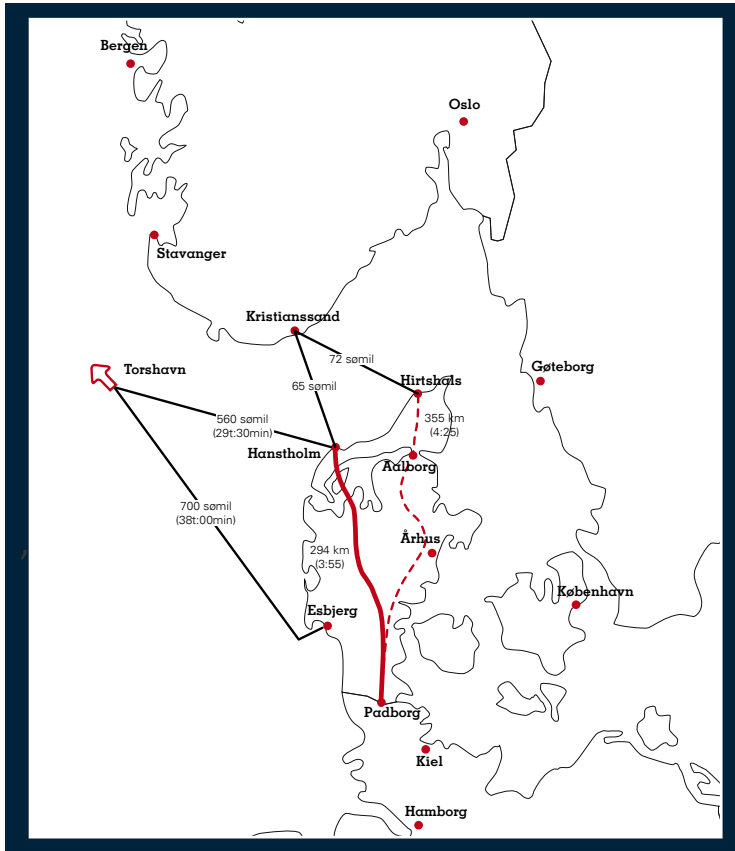 Bergen
Oslo
Stavanger
Kristianssand
72 sømil
Torshavn
65 sømil
Hirtshals
Gøteborg
560 sømil
(29t:30min)
355 km
(4:25)
Hanstholm
Aalborg
700 sømil
(38t:00min)
294 km
(3:55)
Århus
Esbjerg
København
Padborg
Kiel
Hamborg